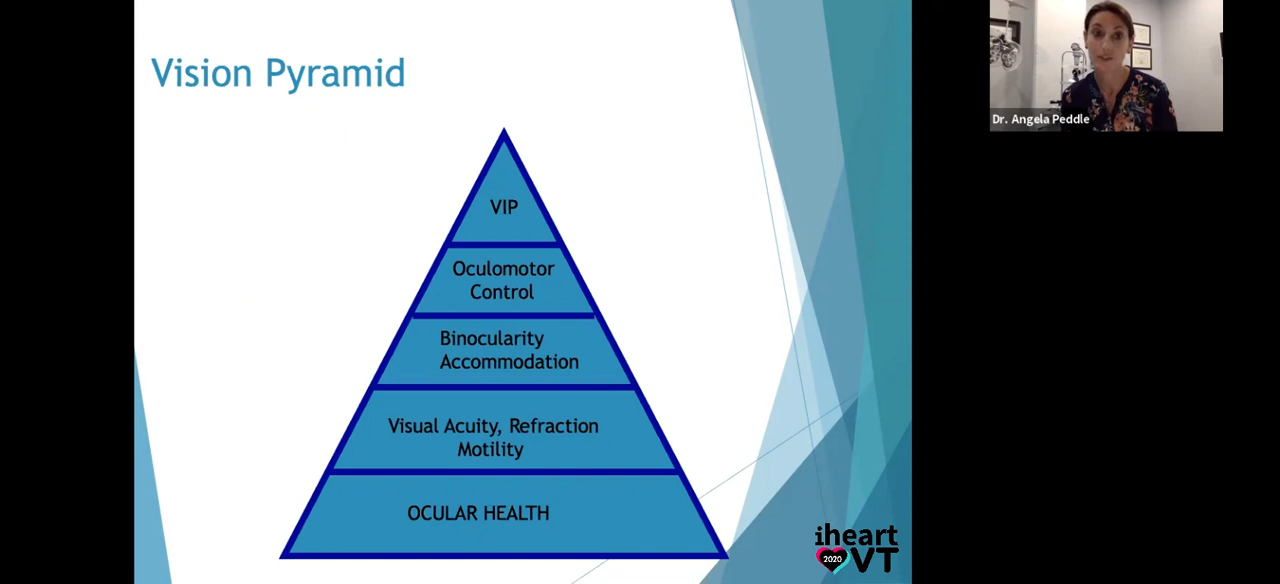 Vision Pyramid
VIP
Oculomotor
Control
Binocularity
Accommodation
Visual Acuity, Refraction
Motility
OCULAR HEALTH
iheart
2020
VT
Dr. Angela Peddle